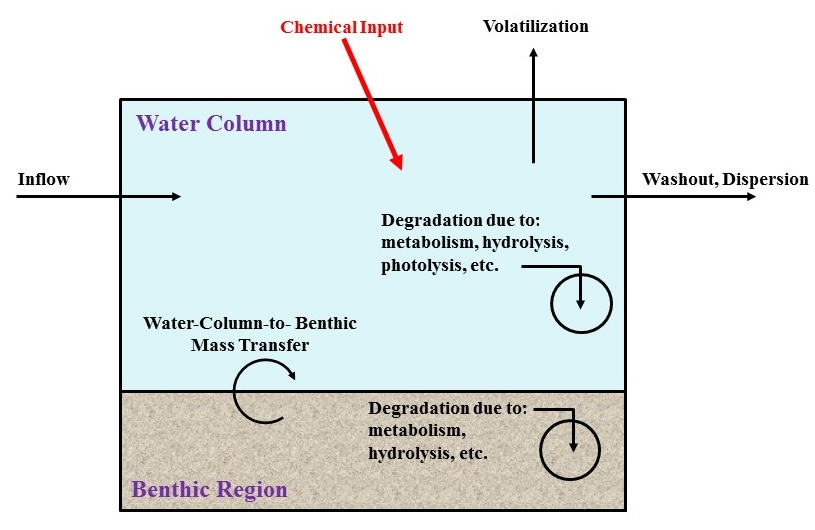 Chemical Input
Volatilization
Water Column
Inflow
Washout, Dispersion
Degradation due to:
metabolism, hydrolysis,
photolysis, etc.
Water-Column-to- Benthic
Mass Transfer
Degradation due to:
metabolism,
hydrolysis, etc.
Benthic Region